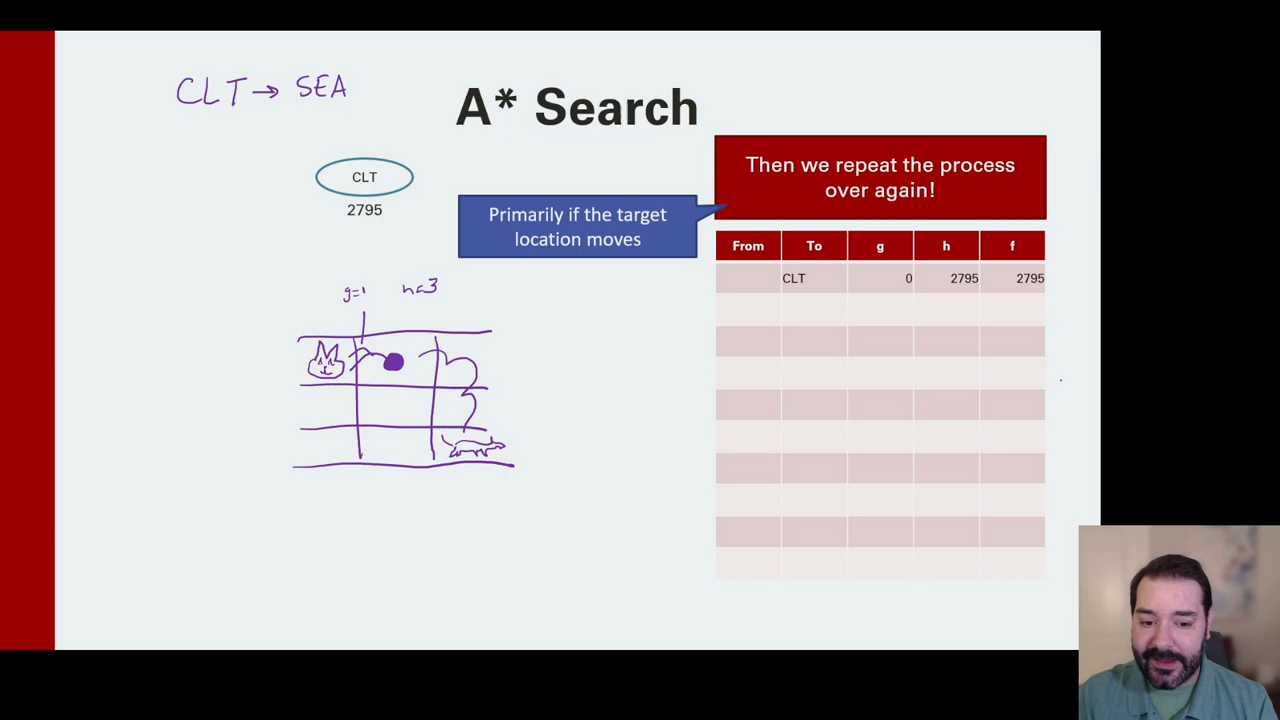 CLT → SEA
A* Search
CLT
2795
Primarily if the target
location moves
Then we repeat the process
over again!
From To g h f
CLT 0 2795 2795
g=1 h=3